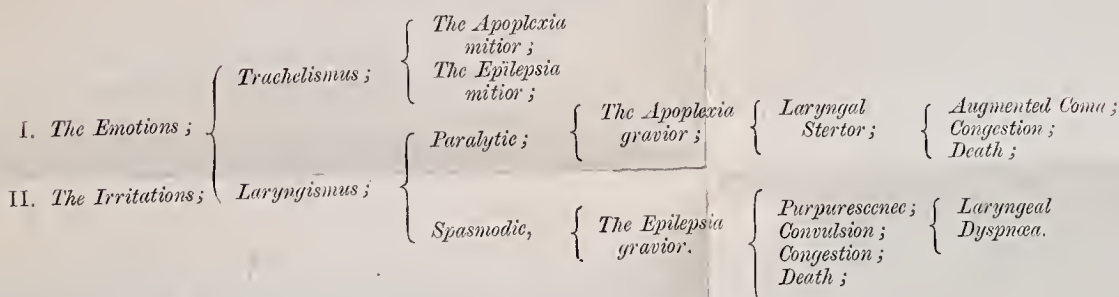 The Apoplexia
mitior ;
Trachelismus ;
The Epilepsia
mitior ;
I. The Emotions ;
II. The Irritations ;
Laryngismus ;
Paralytic ;
The Apoplexia
gravior ;
Laryngal
Stertor ;
Augmented Coma ;
Congestion ;
Death ;
Spasmodic,
The Epilepsia
gravior.
Purpurescence ;
Convulsion ;
Congestion ;
Death ;
Laryngeal
Dyspnœa.